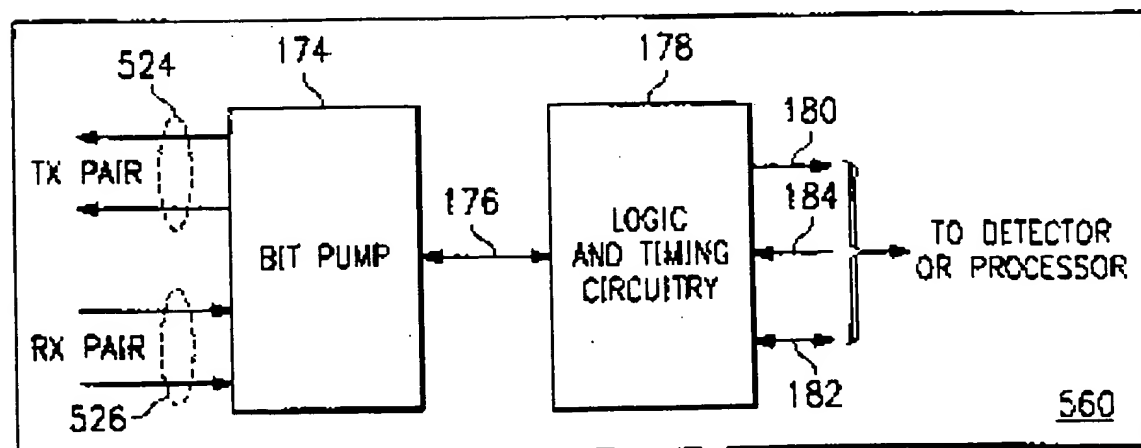 524
174
178
180
TX PAIR
176
184
BIT PUMP
LOGIC
AND TIMING
CIRCUITRY
TO DETECTOR
OR PROCESSOR
RX PAIR
526
182
560